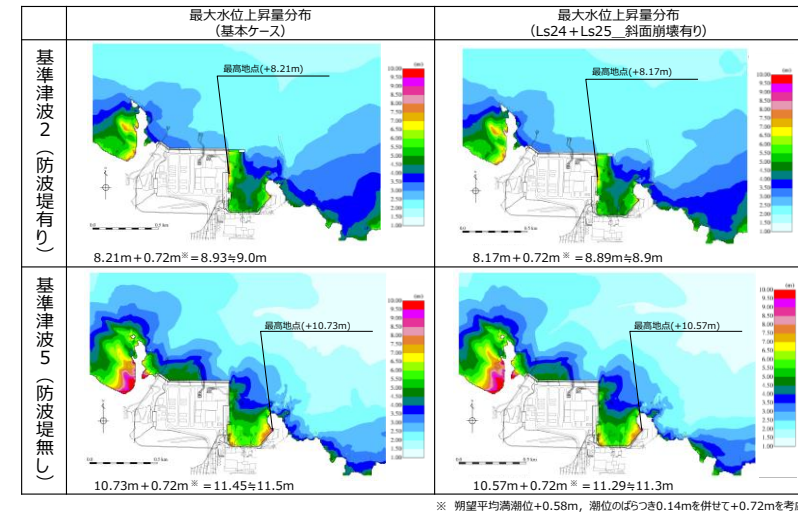 最大水位上昇量分布
（基本ケース）
最大水位上昇量分布
（Ls24＋Ls25__斜面崩壊有り）
基準津波２（防波堤有り）
最高地点(+8.21m)
8.21m＋0.72m※＝8.93≒9.0m
最高地点(+8.17m)
8.17m＋0.72m※＝8.89≒8.9m
基準津波５（防波堤無し）
最高地点(+10.73m)
10.73m＋0.72m※＝11.45≒11.5m
最高地点(+10.57m)
10.57m＋0.72m※＝11.29≒11.3m
※ 朔望平均満潮位+0.58m，潮位のばらつき0.14mを併せて+0.72mを考